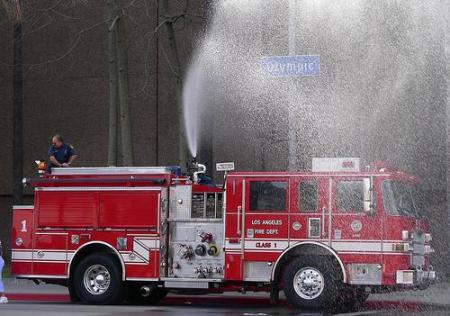 Olympic
LOS ANGELES
FIRE DEPT.
CLASS 1
1